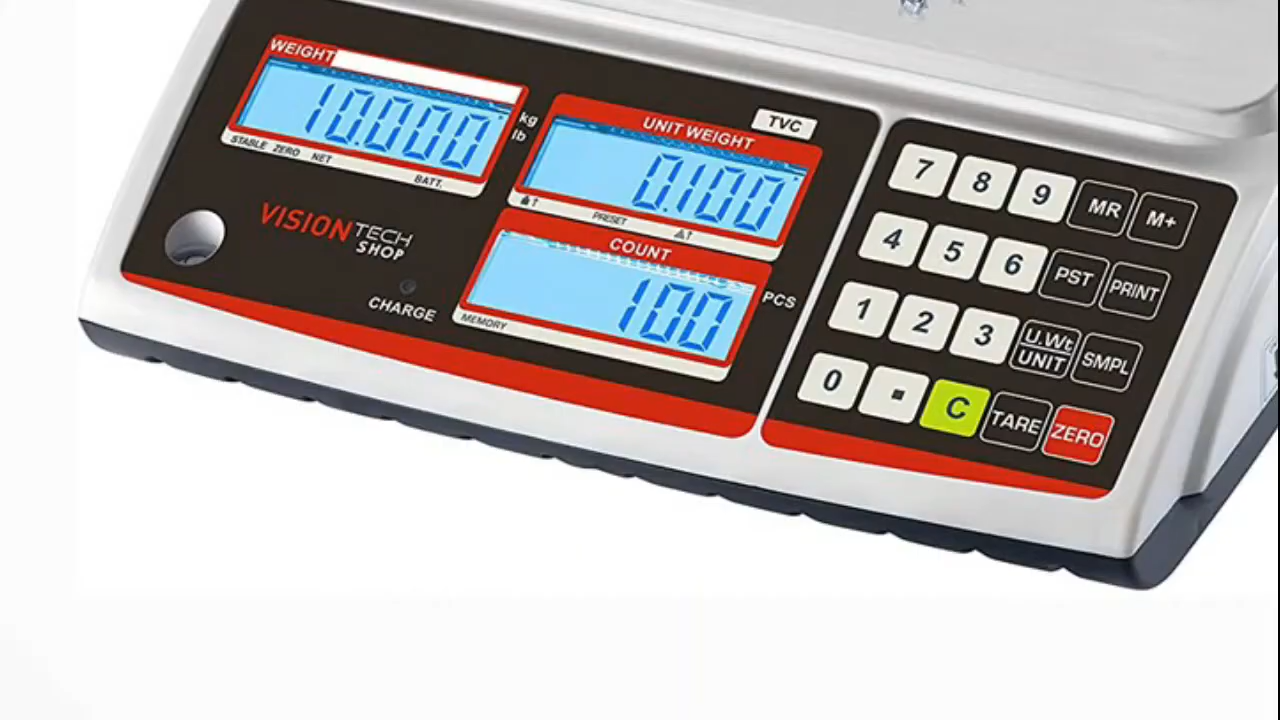 WEIGHT
10.000
kg
lb
STABLE ZERO NET
BATT.
TVC
UNIT WEIGHT
0.100
PRESET
COUNT
100
PCS
MEMORY
VISION TECH
SHOP
CHARGE
7 8 9 MR M+
4 5 6 PST PRINT
1 2 3 U.Wt UNIT SMPL
0 . C TARE ZERO